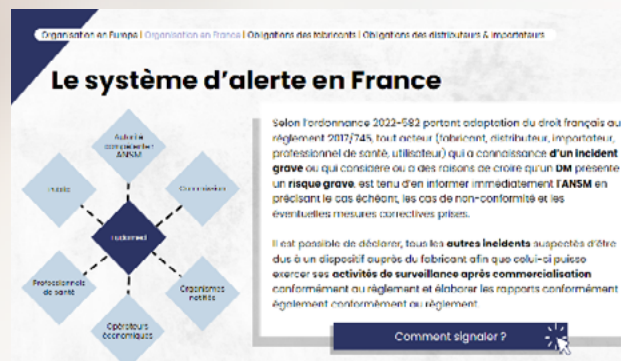 Organisation en Europe | Organisation en France | Obligations des fabricants | Obligations des distributeurs & importateurs
Le système d'alerte en France
Autorité
compétente :
ANSM
Public
Commission
Eudamed
Professionnels
de santé
Organismes
notifiés
Opérateurs
économiques
Selon l'ordonnance 2022-582 portant adaptation du droit français au
règlement 2017/745, tout acteur (fabricant, distributeur, importateur,
professionnel de santé, utilisateur) qui a connaissance d'un incident
grave ou qui considère ou a des raisons de croire qu'un DM présente
un risque grave, est tenu d'en informer immédiatement l'ANSM en
précisant le cas échéant, les cas de non-conformité et les
éventuelles mesures correctives prises.
Il est possible de déclarer, tous les autres incidents suspectés d'être
dus à un dispositif auprès du fabricant afin que celui-ci puisse
exercer ses activités de surveillance après commercialisation
conformément au règlement et élaborer les rapports conformément
également conformément au règlement.
Comment signaler ?